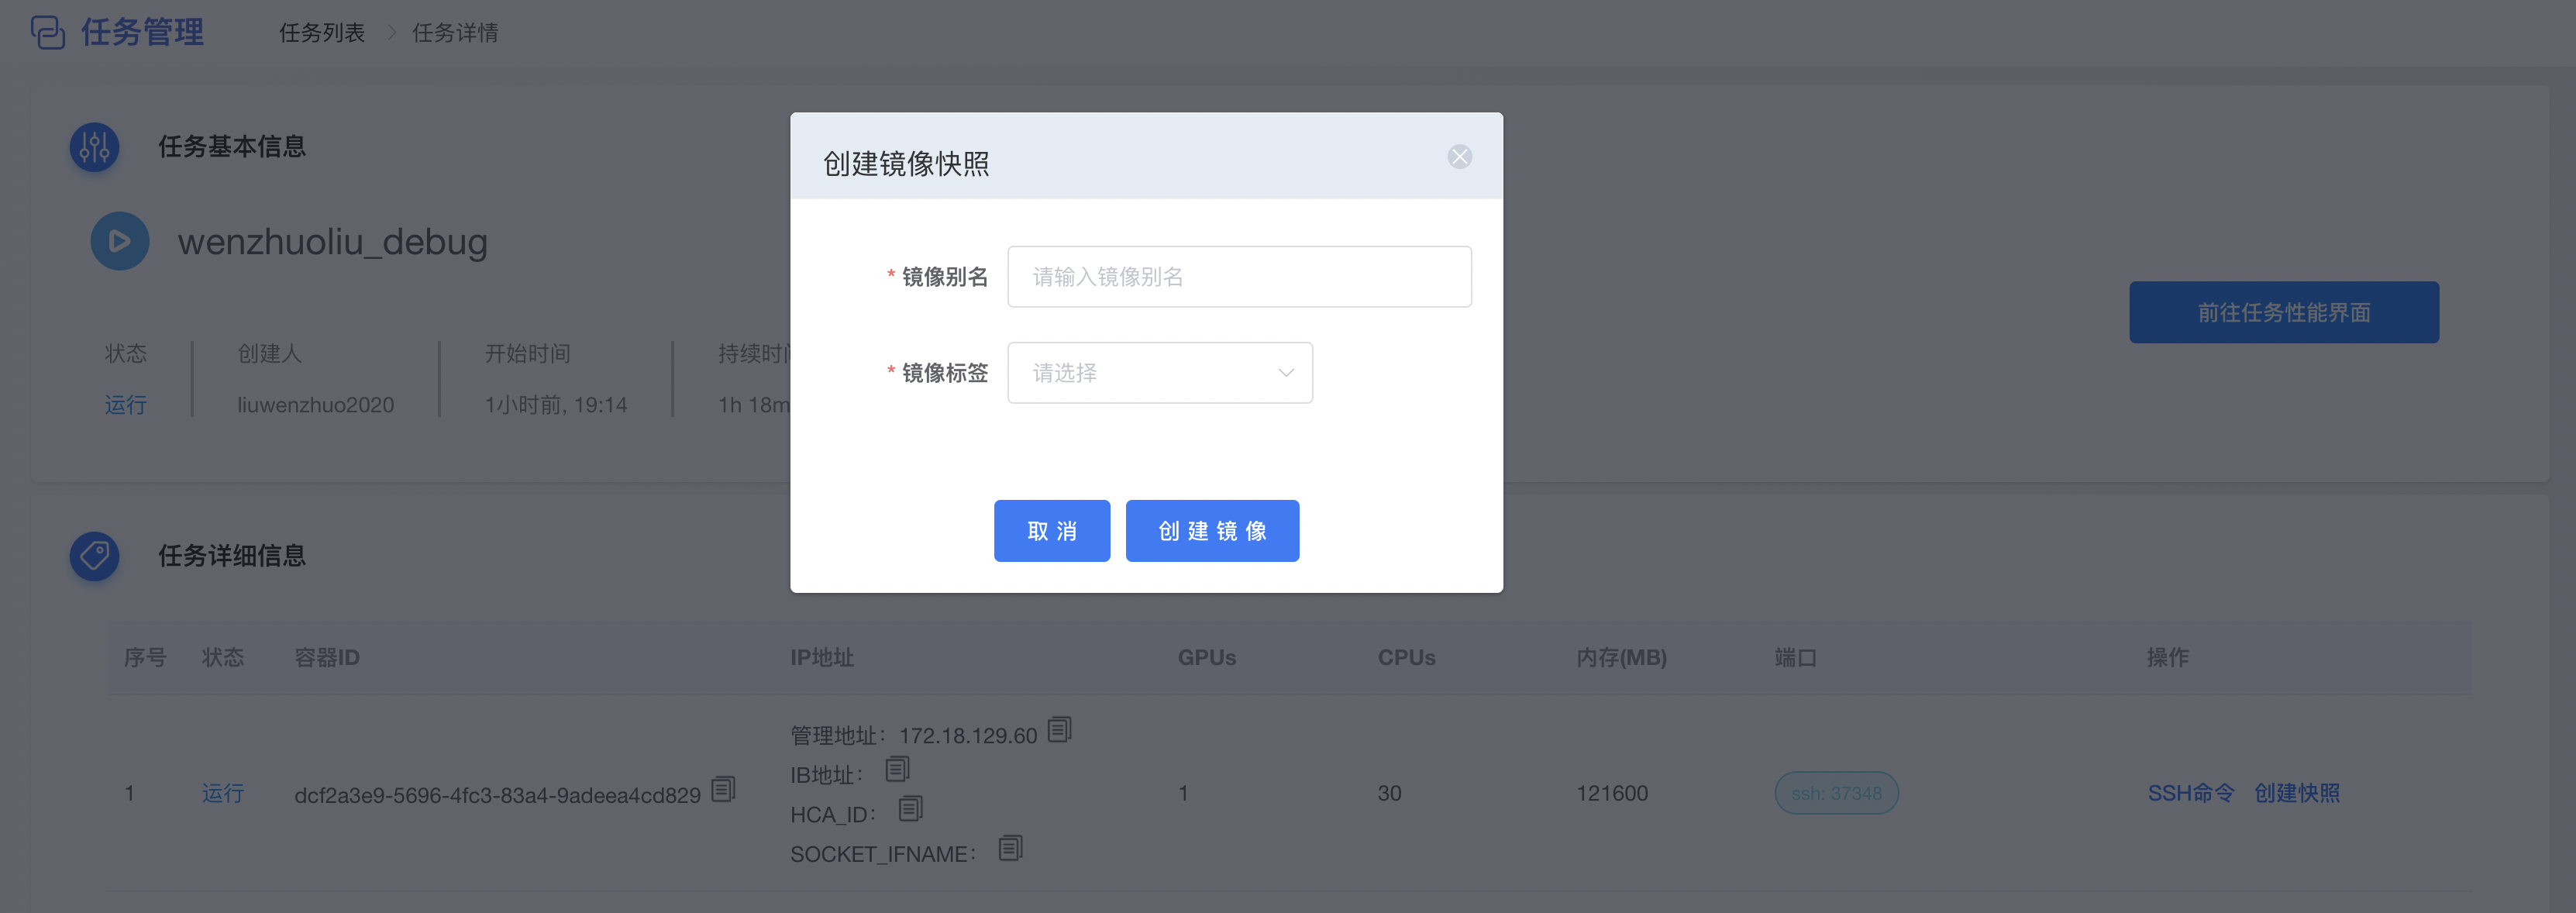 任务管理 任务列表 > 任务详情
任务基本信息
wenzhuoliu_debug
状态 创建人 开始时间
运行 liuwenzhuo2020 1小时前, 19:14 1h 18m
持续时
前往任务性能界面
创建镜像快照
* 镜像别名 请输入镜像别名
* 镜像标签 请选择
取消 创建镜像
任务详细信息
序号 状态 容器ID IP地址 GPUs CPUs 内存(MB) 端口 操作
管理地址：172.18.129.60
IB地址：
1 运行 dcf2a3e9-5696-4fc3-83a4-9adeea4cd829 1 30 121600 ssh: 37348 SSH命令 创建快照
HCA_ID：
SOCKET_IFNAME：